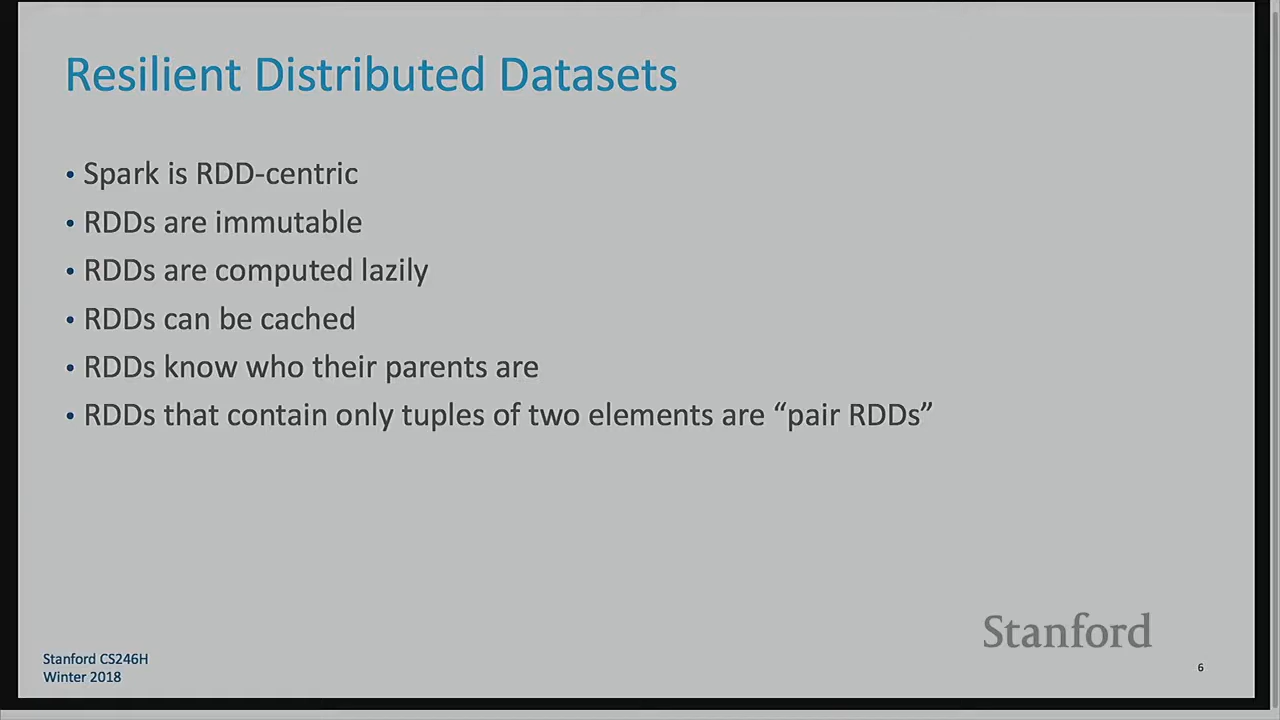 Resilient Distributed Datasets
• Spark is RDD-centric
• RDDs are immutable
• RDDs are computed lazily
• RDDs can be cached
• RDDs know who their parents are
• RDDs that contain only tuples of two elements are “pair RDDs”
Stanford
Stanford CS246H
Winter 2018
6